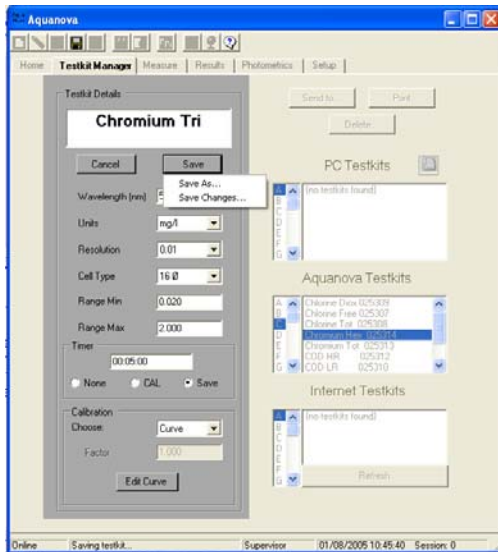 Aquanova
Home Testkit Manager Measure Results Photometrics Setup
Testkit Details
Chromium Tri
Cancel Save
Save As...
Save Changes...
Wavelength (nm)
Units mg/l
Resolution 0.01
Cell Type 16 Ø
Range Min 0.020
Range Max 2.000
Timer
00:05:00
None CAL Save
Calibration
Choose: Curve
Factor 1.000
Edit Curve
Send to... Print
Delete
PC Testkits
A
B
C
D
E
F
G
(no testkits found)
Aquanova Testkits
A
B
C
D
E
F
G
Chlorine Diox 025309
Chlorine Free 025307
Chlorine Tot 025308
Chromium Hex 025314
Chromium Tot 025313
COD HR 025312
COD LR 025310
Internet Testkits
A
B
C
D
E
F
G
(no testkits found)
Refresh
Online Saving testkit... Supervisor 01/08/2005 10:45:40 Session: 0